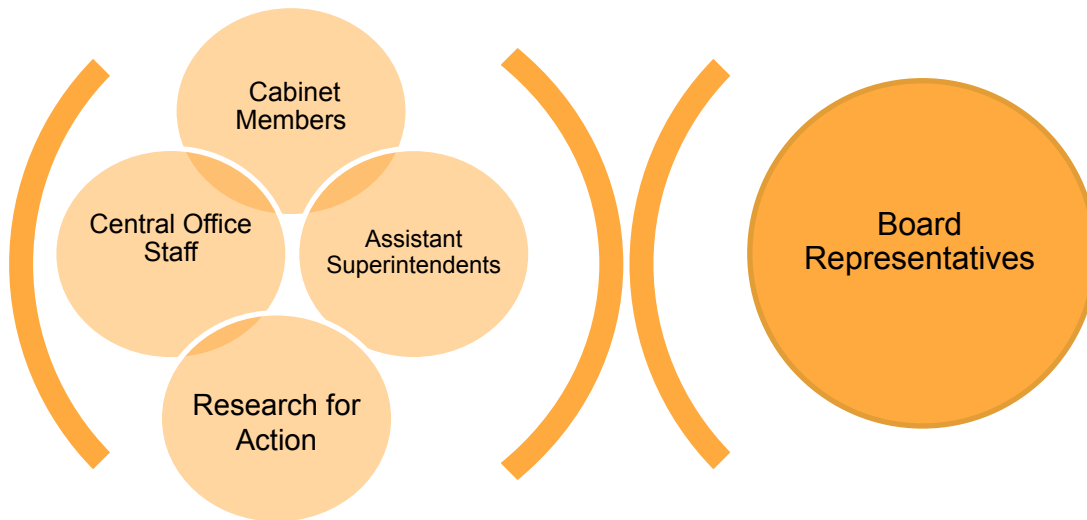 Cabinet
Members
Central Office
Staff
Assistant
Superintendents
Research for
Action
Board
Representatives